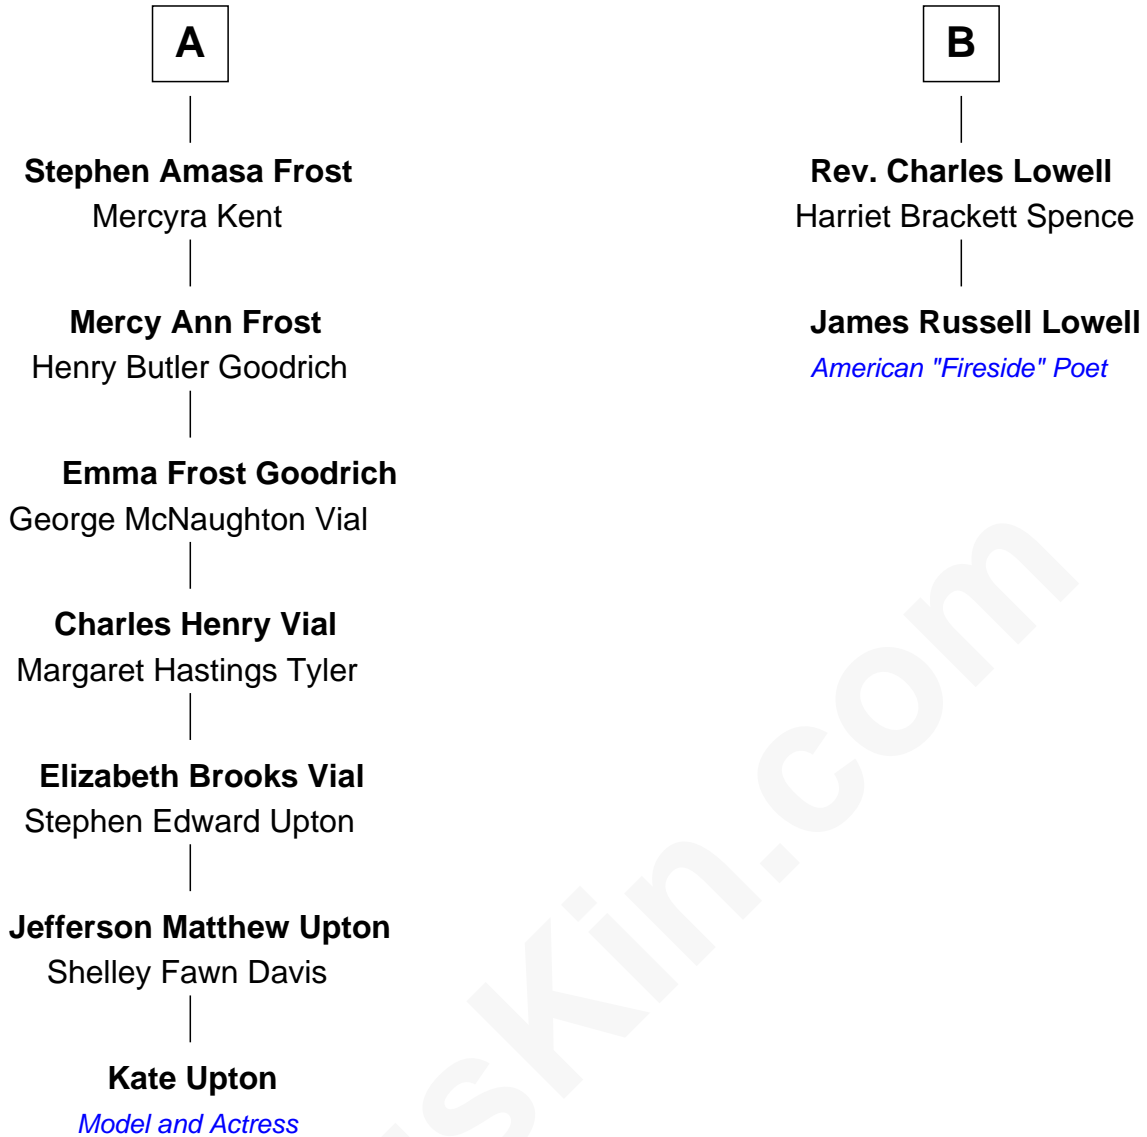 A
Stephen Amasa Frost
Mercyra Kent
Mercy Ann Frost
Henry Butler Goodrich
Emma Frost Goodrich
George McNaughton Vial
Charles Henry Vial
Margaret Hastings Tyler
Elizabeth Brooks Vial
Stephen Edward Upton
Jefferson Matthew Upton
Shelley Fawn Davis
Kate Upton
Model and Actress
B
Rev. Charles Lowell
Harriet Brackett Spence
James Russell Lowell
American "Fireside" Poet